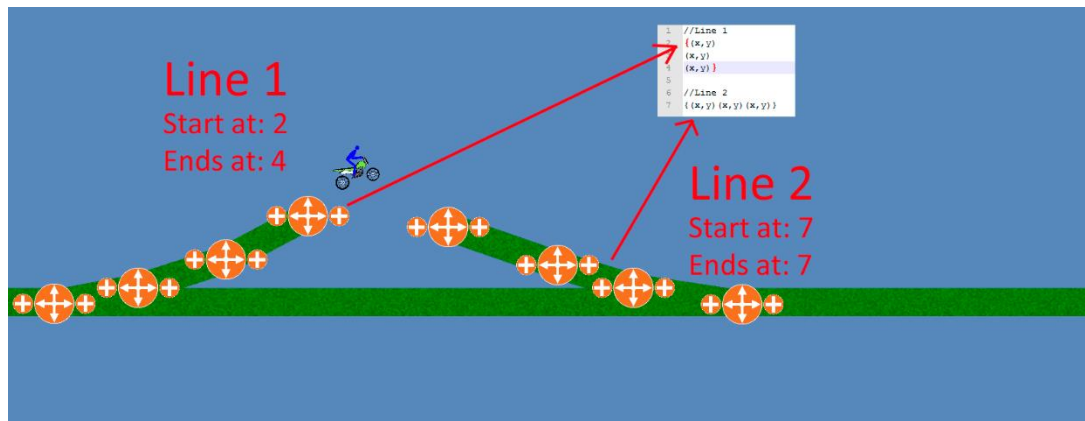 Line 1
Start at: 2
Ends at: 4
1 //Line 1
2 {(x,y)
(x,y)
4 (x,y)}
5
6 //Line 2
7 {(x,y)(x,y)(x,y)}
Line 2
Start at: 7
Ends at: 7